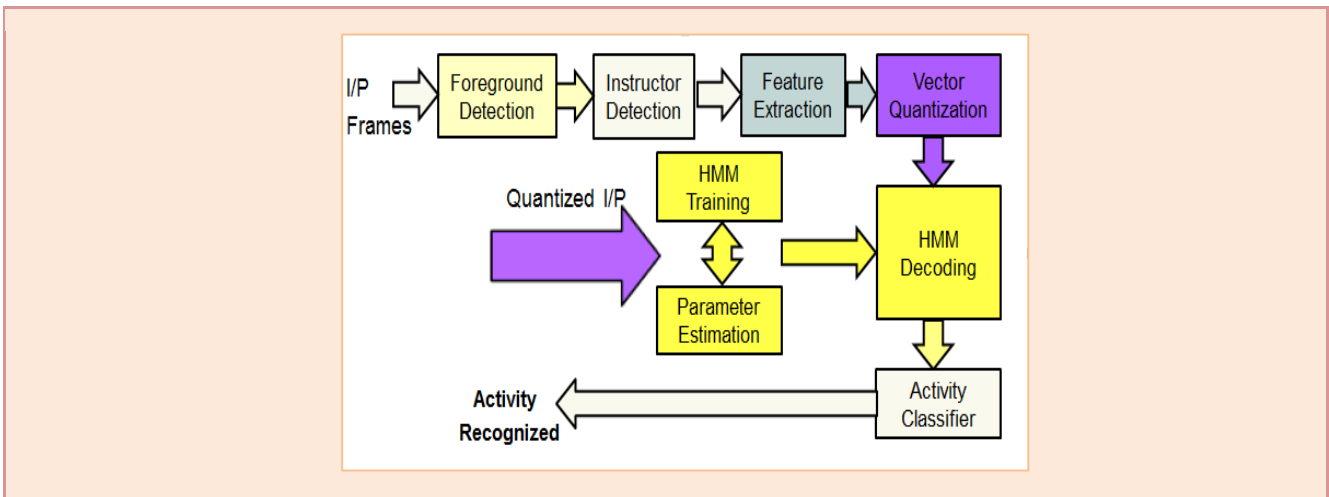 I/P
Frames
Foreground
Detection
Instructor
Detection
Feature
Extraction
Vector
Quantization
Quantized I/P
HMM
Training
HMM
Decoding
Parameter
Estimation
Activity
Classifier
Activity
Recognized